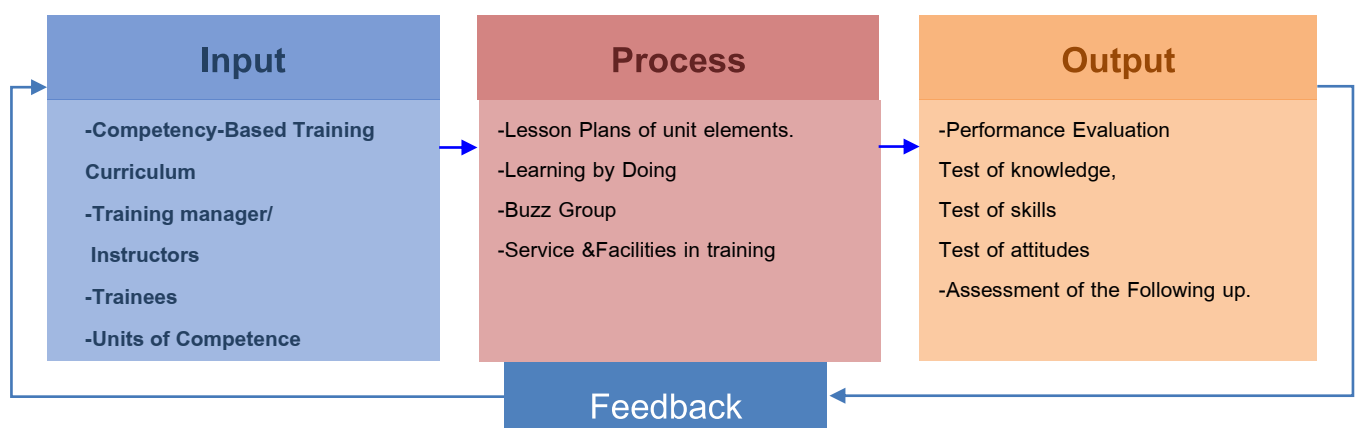 Input
-Competency-Based Training
Curriculum
-Training manager/
Instructors
-Trainees
-Units of Competence
Process
-Lesson Plans of unit elements.
-Learning by Doing
-Buzz Group
-Service &Facilities in training
Output
-Performance Evaluation
Test of knowledge,
Test of skills
Test of attitudes
-Assessment of the Following up.
Feedback